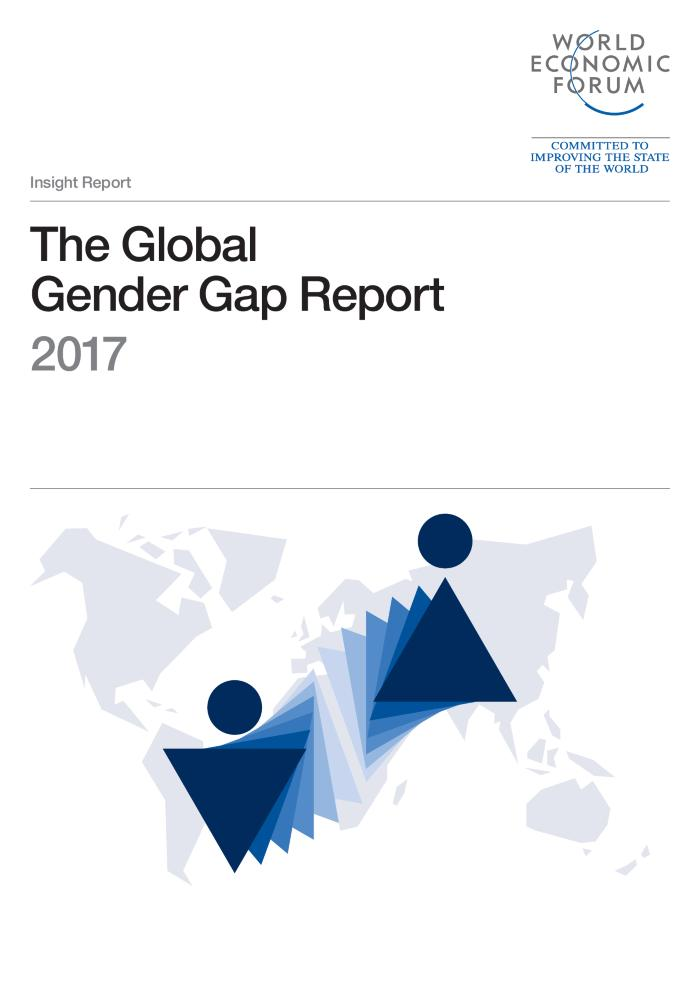 WORLD
ECONOMIC
FORUM
COMMITTED TO
IMPROVING THE STATE
OF THE WORLD
Insight Report
The Global
Gender Gap Report
2017